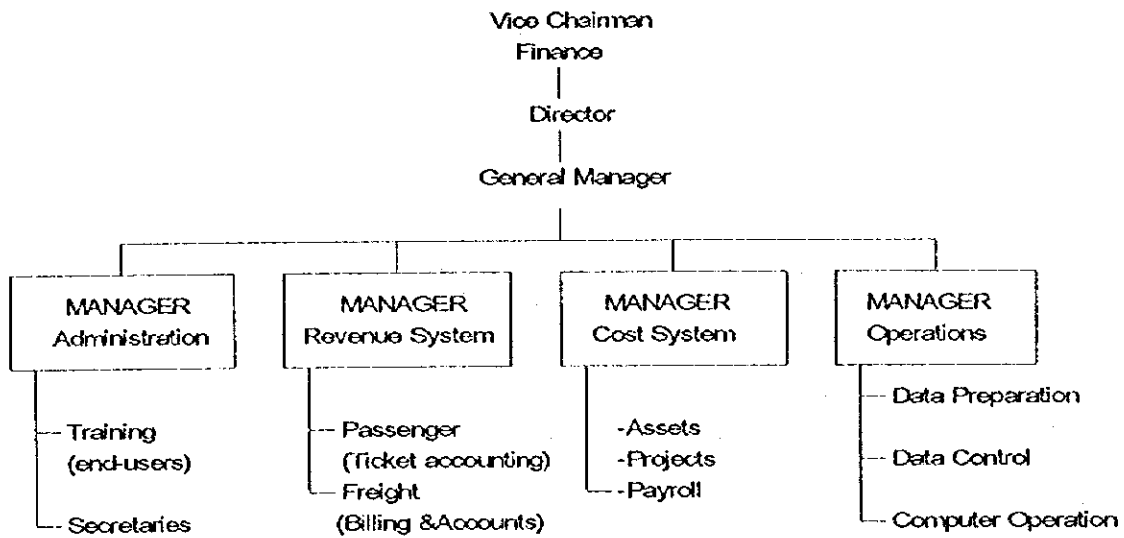 Vice Chairman
Finance
Director
General Manager
MANAGER
Administration
MANAGER
Revenue System
MANAGER
Cost System
MANAGER
Operations
Training
(end-users)
Secretaries
Passenger
(Ticket accounting)
Freight
(Billing &Accounts)
-Assets
-Projects
-Payroll
Data Preparation
Data Control
Computer Operation